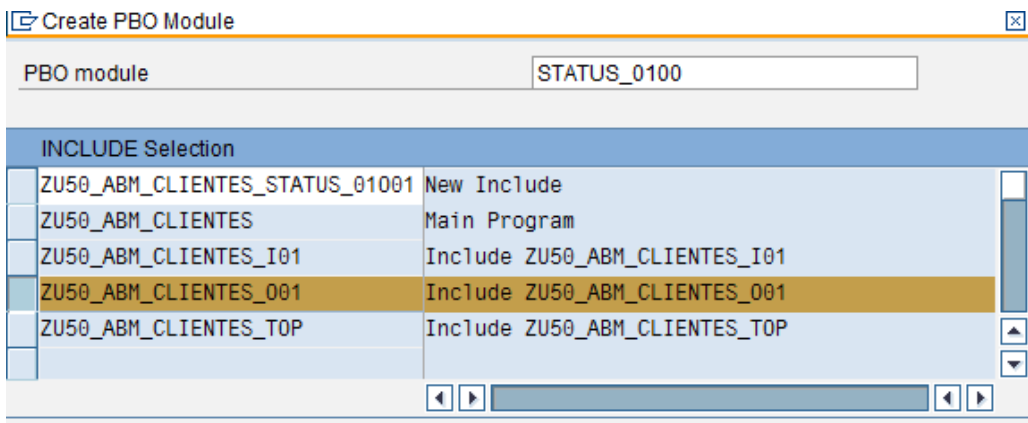 Create PBO Module
PBO module STATUS_0100
INCLUDE Selection
ZU50_ABM_CLIENTES_STATUS_01O01 New Include
ZU50_ABM_CLIENTES Main Program
ZU50_ABM_CLIENTES_I01 Include ZU50_ABM_CLIENTES_I01
ZU50_ABM_CLIENTES_O01 Include ZU50_ABM_CLIENTES_O01
ZU50_ABM_CLIENTES_TOP Include ZU50_ABM_CLIENTES_TOP